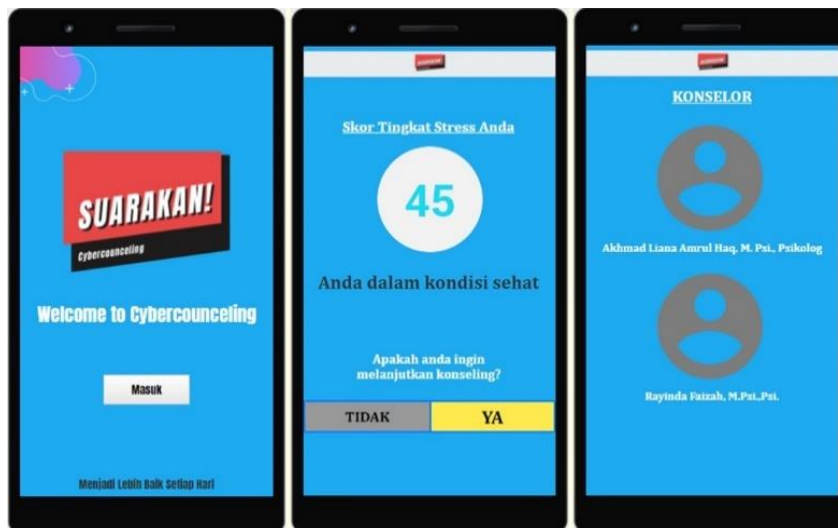 SUARAKAN!
Cybercounceling
Welcome to Cybercounceling
Masuk
Menjadi Lebih Baik Setiap Hari
Skor Tingkat Stress Anda
45
Anda dalam kondisi sehat
Apakah anda ingin
melanjutkan konseling?
TIDAK
YA
KONSELOR
Akhmad Liana Amrul Haq, M. Psi., Psikolog
Rayinda Faizah, M.Psi.,Psi.